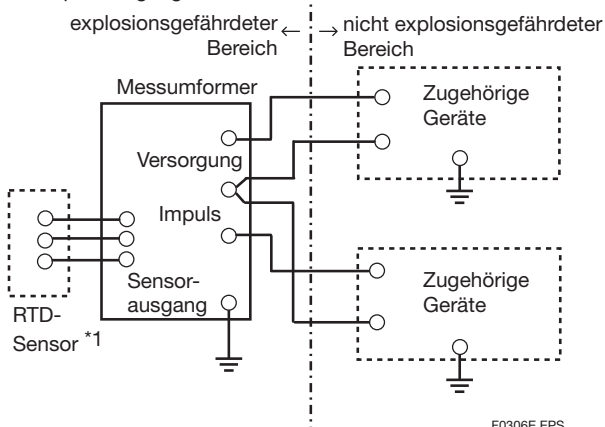 explosionsgefährdeter
Bereich
← → nicht explosionsgefährdeter
Bereich
Messumformer
Versorgung
Impuls
Sensor-
ausgang
RTD-
Sensor *1
Zugehörige
Geräte
Zugehörige
Geräte
F0306E.EPS